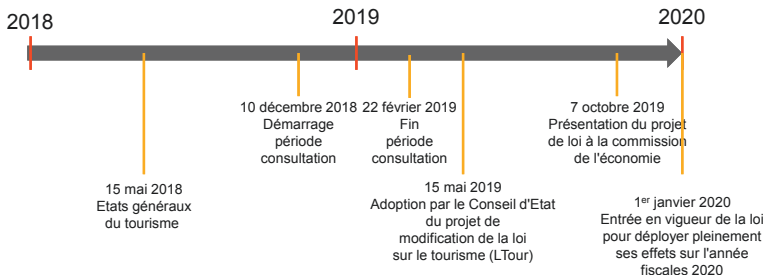 2018
2019
2020
10 décembre 2018
Démarrage
période
consultation
22 février 2019
Fin
période
consultation
7 octobre 2019
Présentation du projet
de loi à la commission
de l'économie
15 mai 2018
Etats généraux
du tourisme
15 mai 2019
Adoption par le Conseil d'Etat
du projet de
modification de la loi
sur le tourisme (LTour)
1er janvier 2020
Entrée en vigueur de la loi
pour déployer pleinement
ses effets sur l'année
fiscales 2020